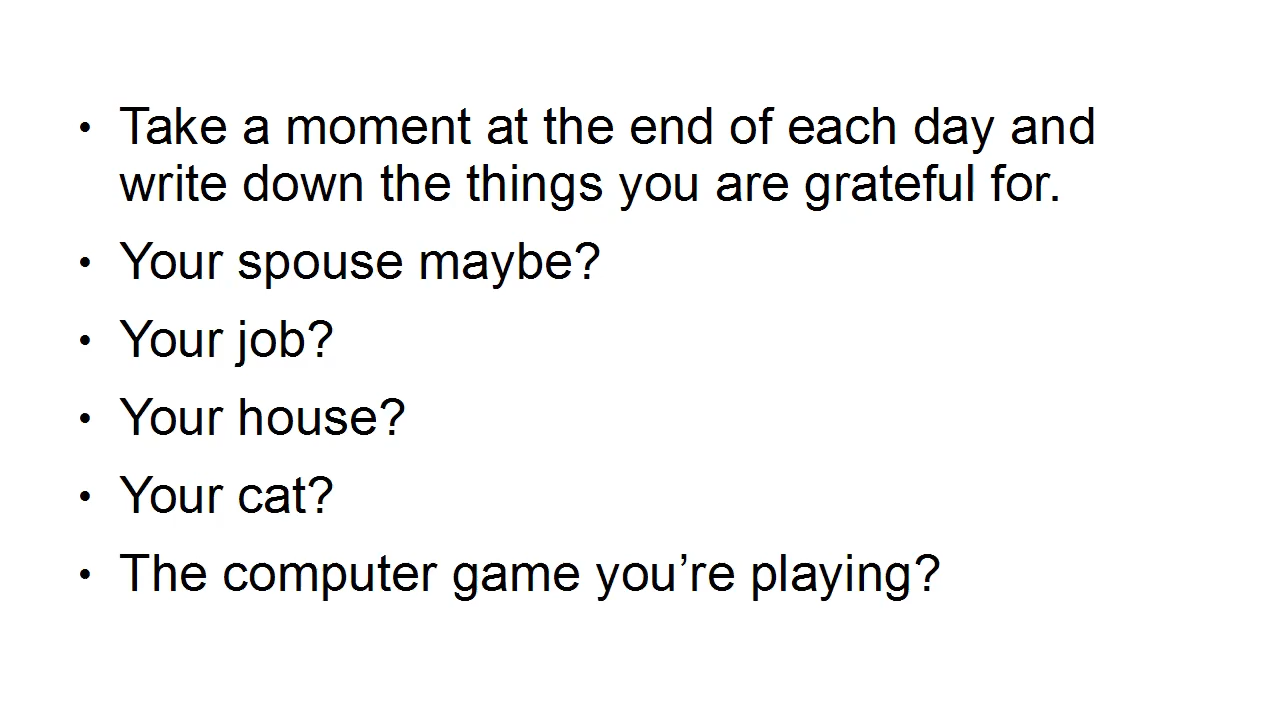 • Take a moment at the end of each day and
write down the things you are grateful for.
• Your spouse maybe?
• Your job?
• Your house?
• Your cat?
• The computer game you’re playing?